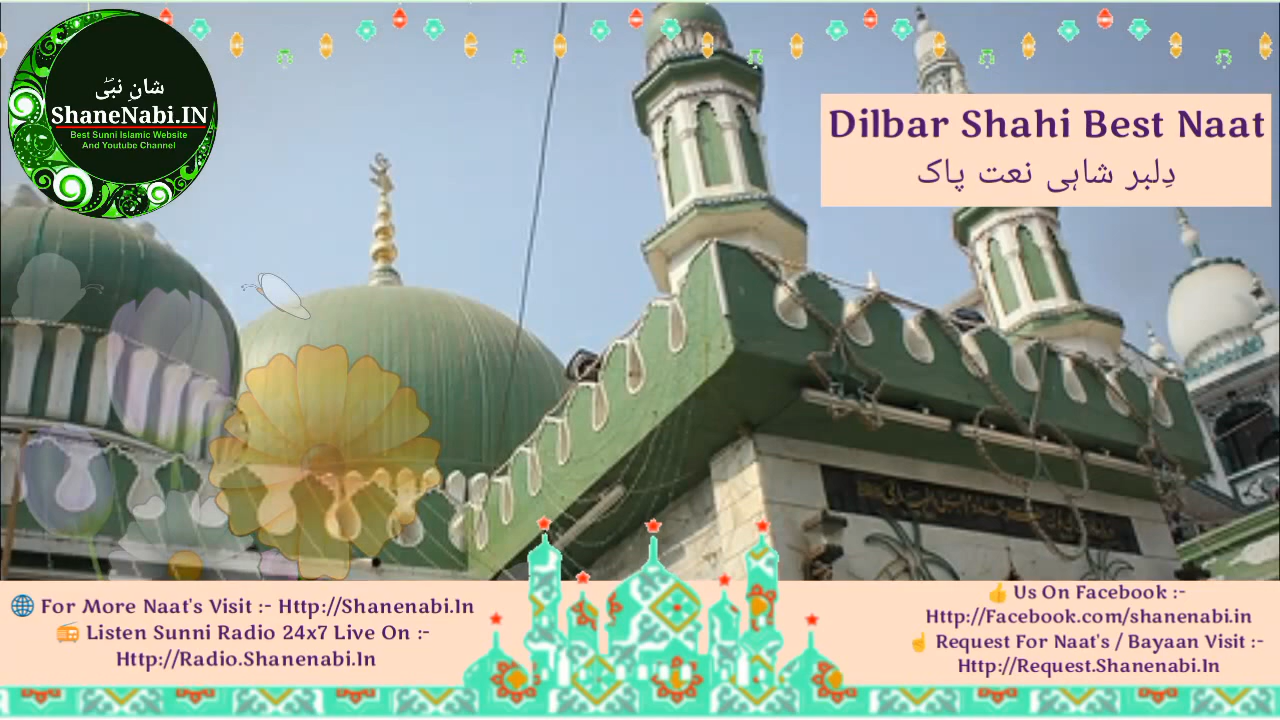 شانِ نبیؐ
ShaneNabi.IN
Best Sunni Islamic Website
And Youtube Channel
Dilbar Shahi Best Naat
دِلبر شاہی نعت پاک
🌐 For More Naat's Visit :- Http://Shanenabi.In
📻 Listen Sunni Radio 24x7 Live On :-
Http://Radio.Shanenabi.In
👍 Us On Facebook :-
Http://Facebook.com/shanenabi.in
☝ Request For Naat's / Bayaan Visit :-
Http://Request.Shanenabi.In